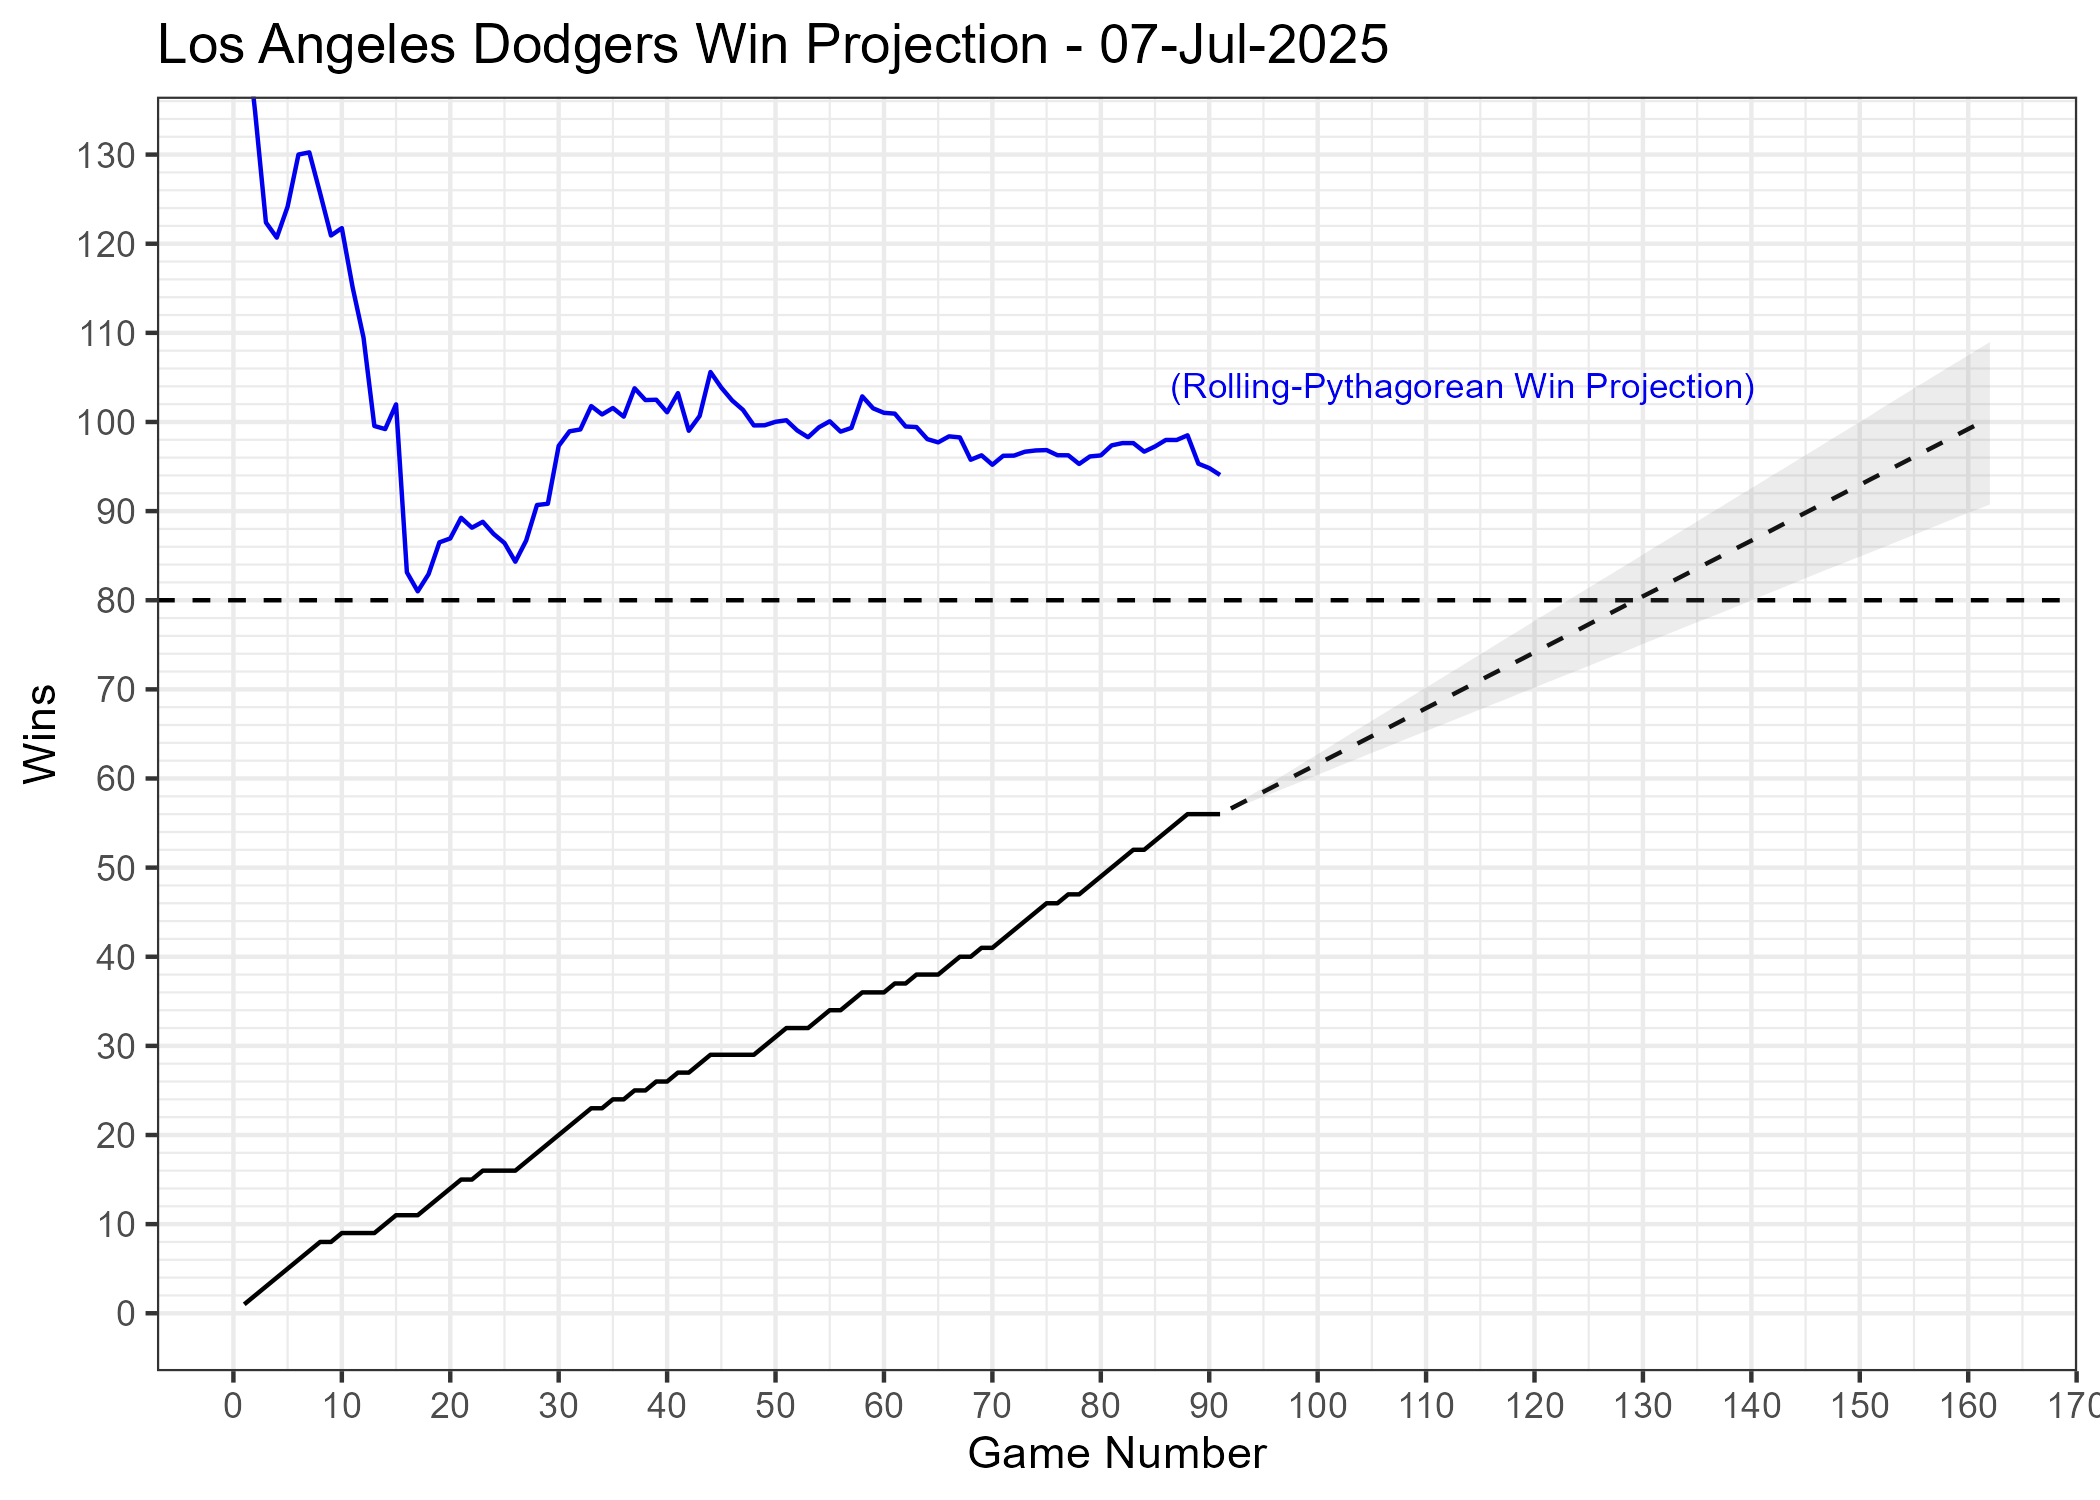 Los Angeles Dodgers Win Projection - 07-Jul-2025
130
120
110
100
90
80
70
60
50
40
30
20
10
0
Wins
(Rolling-Pythagorean Win Projection)
0 10 20 30 40 50 60 70 80 90 100 110 120 130 140 150 160 170
Game Number